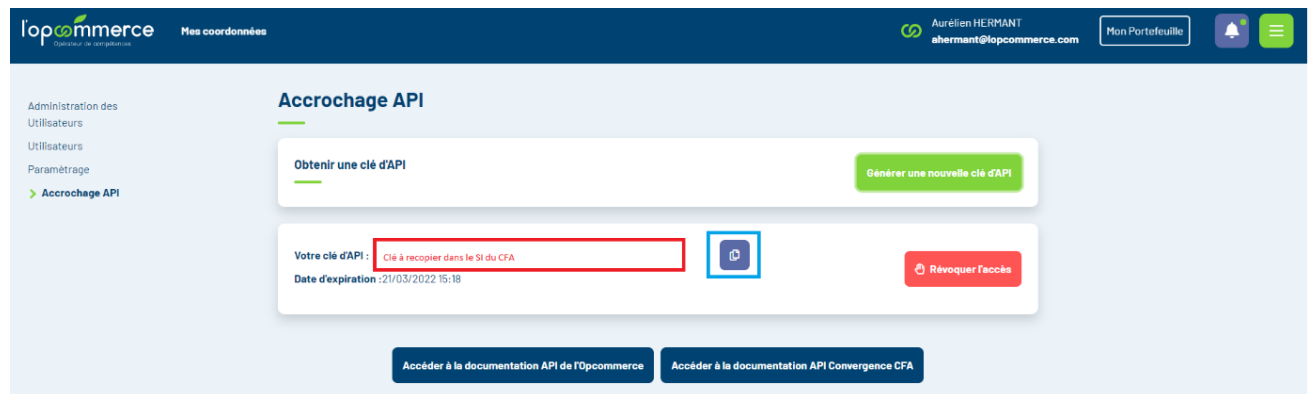 l'opcommerce
Opérateur de compétences
Mes coordonnées
Aurélien HERMANT
ahermant@lopcommerce.com
Mon Portefeuille
Administration des
Utilisateurs
Utilisateurs
Paramètrage
Accrochage API
Accrochage API
Obtenir une clé d'API
Générer une nouvelle clé d'API
Votre clé d'API :
Clé à recopier dans le SI du CFA
Date d'expiration :21/03/2022 15:18
Révoquer l'accès
Accéder à la documentation API de l'Opcommerce
Accéder à la documentation API Convergence CFA